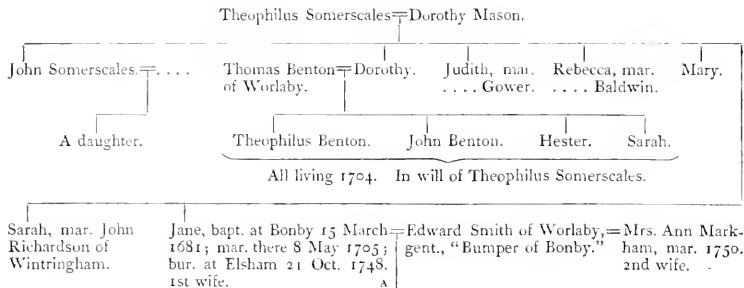 Theophilus Somerscales=Dorothy Mason.
John Somerscales.=. . . . Thomas Benton=Dorothy. Judith, mar. Rebecca, mar. Mary.
of Worlaby. . . . . Gower. . . . . Baldwin.
A daughter. Theophilus Benton. John Benton. Hester. Sarah.
All living 1704. In will of Theophilus Somerscales.
Sarah, mar. John Jane, bapt. at Bonby 15 March=Edward Smith of Worlaby,=Mrs. Ann Mark-
Richardson of 1681; mar. there 8 May 1705; gent., "Bumper of Bonby." ham, mar. 1750.
Wintringham. bur. at Elsham 21 Oct. 1748. 2nd wife.
1st wife. A